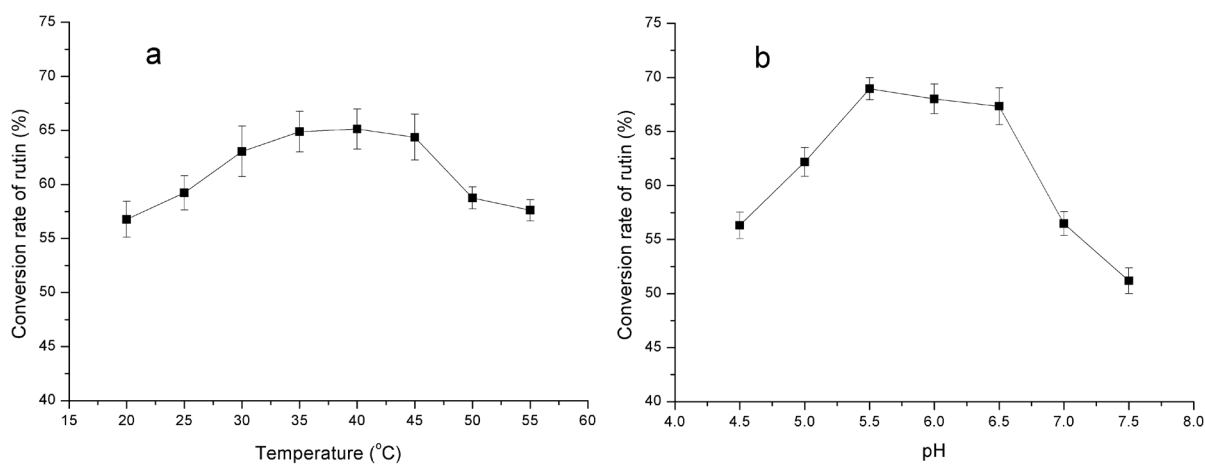 a
Conversion rate of rutin (%)
75
70
65
60
55
50
45
40
15 20 25 30 35 40 45 50 55 60
Temperature (°C)
b
Conversion rate of rutin (%)
75
70
65
60
55
50
45
40
4.0 4.5 5.0 5.5 6.0 6.5 7.0 7.5 8.0
pH